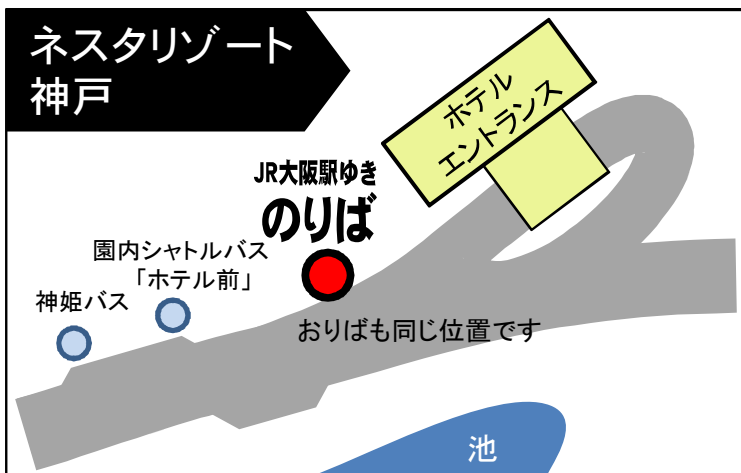 ネスタリゾート
神戸
ホテル
エントランス
JR大阪駅ゆき
のりば
園内シャトルバス
「ホテル前」
神姫バス
おりばも同じ位置です
池